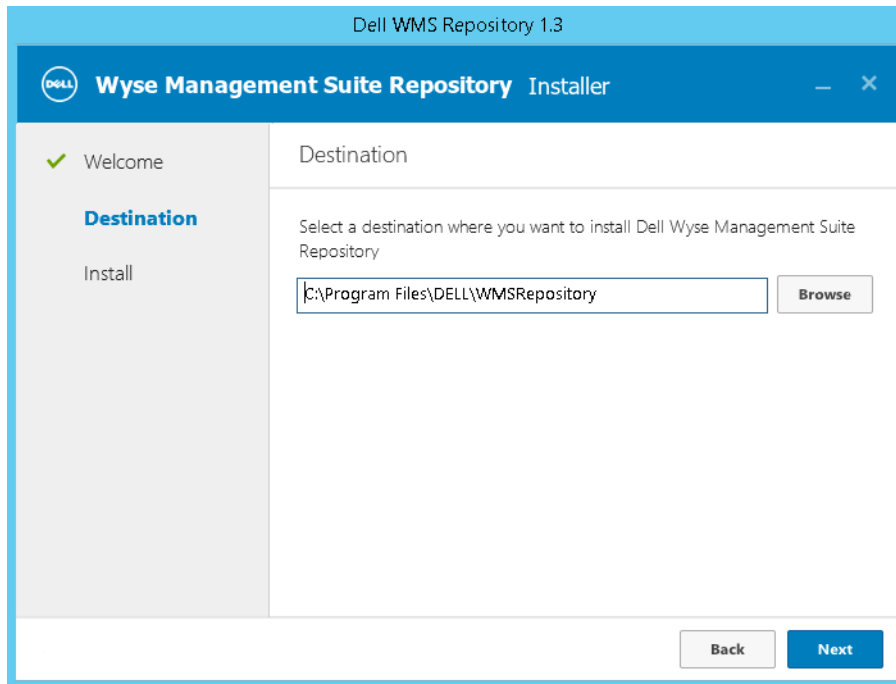 Dell WMS Repository 1.3
DELL Wyse Management Suite Repository Installer
Welcome
Destination
Install
Destination
Select a destination where you want to install Dell Wyse Management Suite
Repository
C:\Program Files\DELL\WMSRepository
Browse
Back
Next